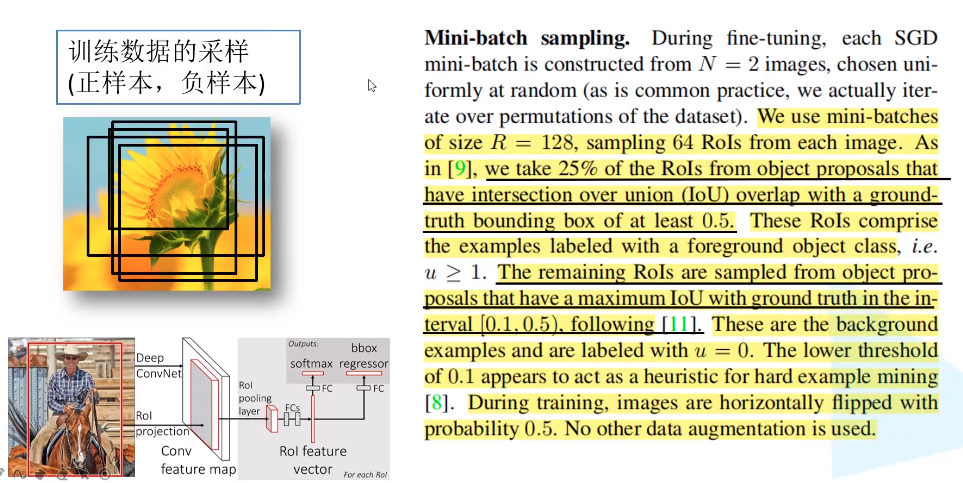 训练数据的采样
(正样本，负样本)
Deep
ConvNet
RoI
projection
Conv
feature map
RoI
pooling
layer
FCs
RoI feature
vector
Outputs:
softmax
bbox
regressor
FC
FC
For each RoI
Mini-batch sampling. During fine-tuning, each SGD
mini-batch is constructed from N = 2 images, chosen uni-
formly at random (as is common practice, we actually iter-
ate over permutations of the dataset). We use mini-batches
of size R = 128, sampling 64 RoIs from each image. As
in [9], we take 25% of the RoIs from object proposals that
have intersection over union (IoU) overlap with a ground-
truth bounding box of at least 0.5. These RoIs comprise
the examples labeled with a foreground object class, i.e.
u ≥ 1. The remaining RoIs are sampled from object pro-
posals that have a maximum IoU with ground truth in the in-
terval [0.1, 0.5), following [11]. These are the background
examples and are labeled with u = 0. The lower threshold
of 0.1 appears to act as a heuristic for hard example mining
[8]. During training, images are horizontally flipped with
probability 0.5. No other data augmentation is used.